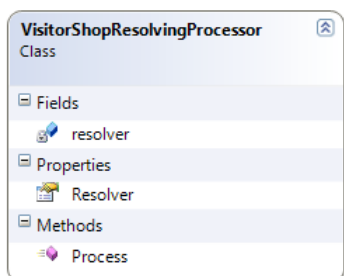 VisitorShopResolvingProcessor
Class
Fields
resolver
Properties
Resolver
Methods
Process